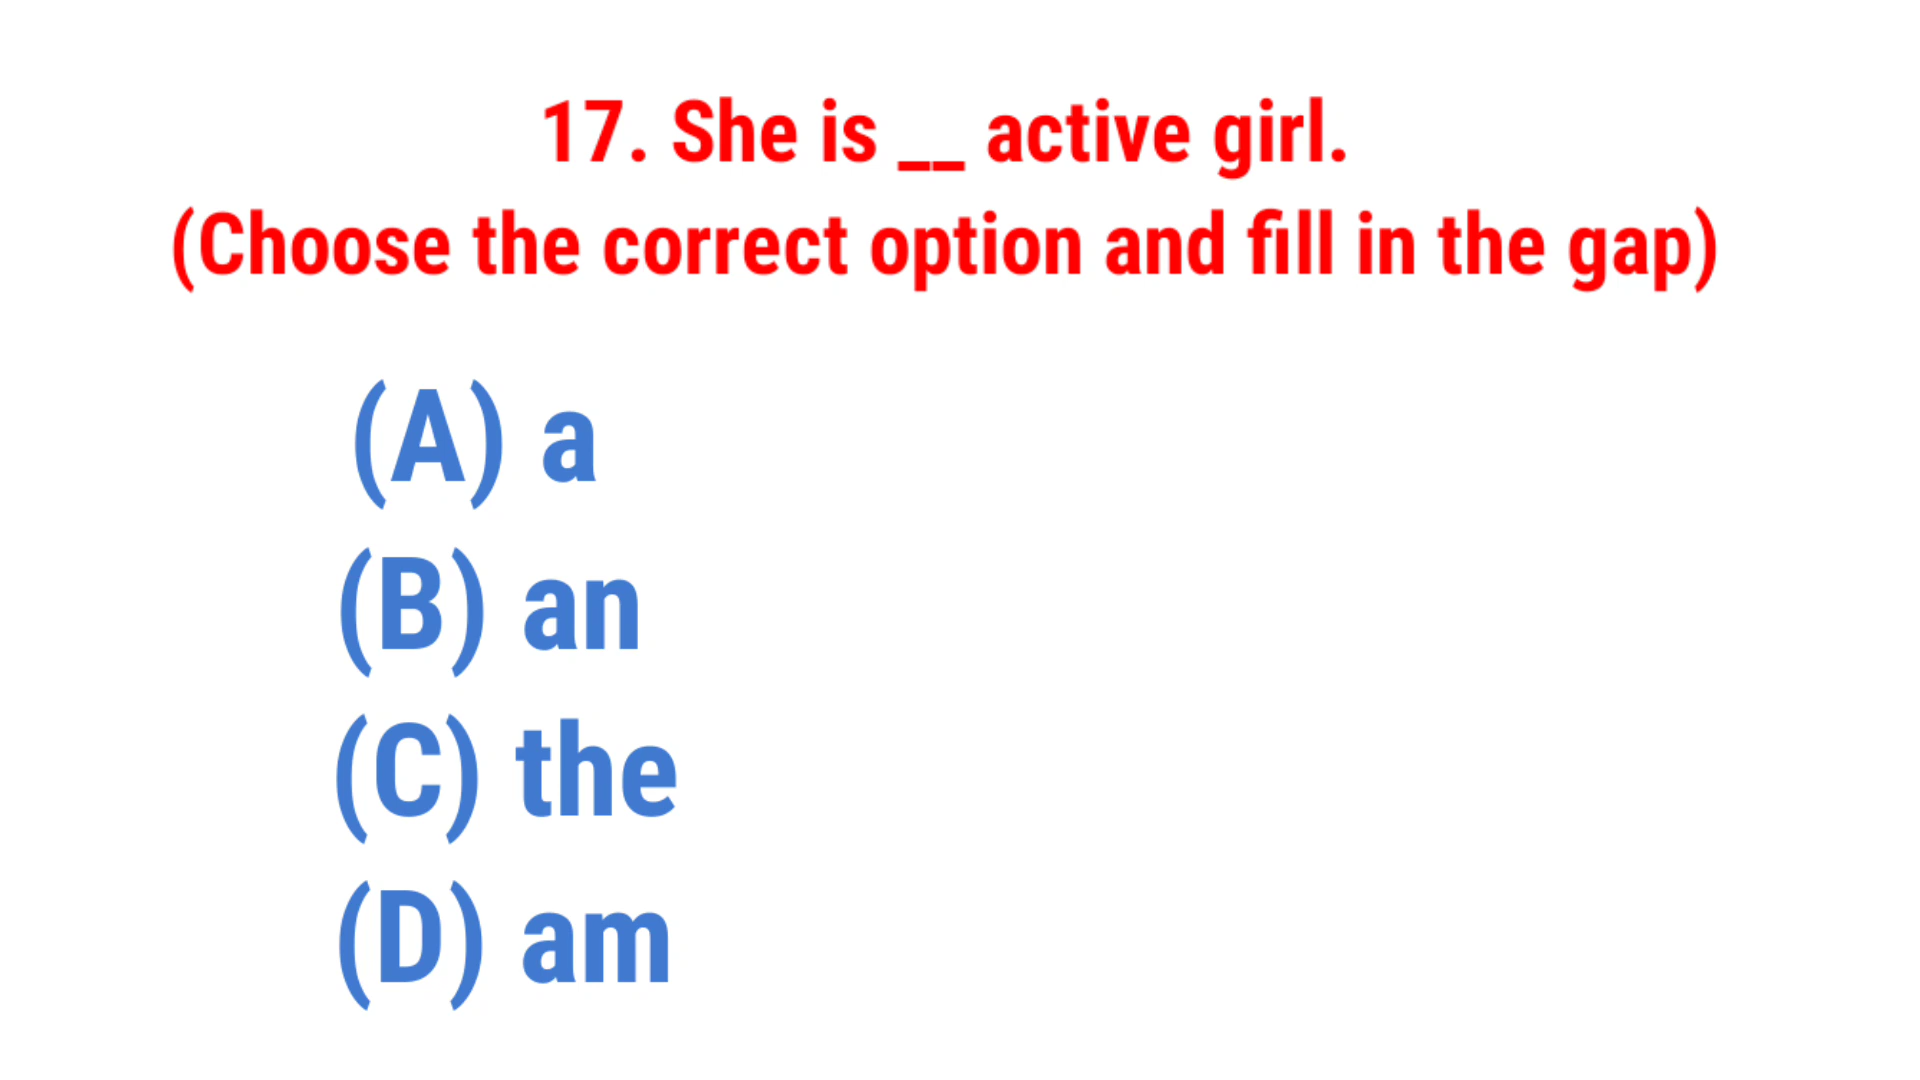 17. She is __ active girl.
(Choose the correct option and fill in the gap)
(A) a
(B) an
(C) the
(D) am